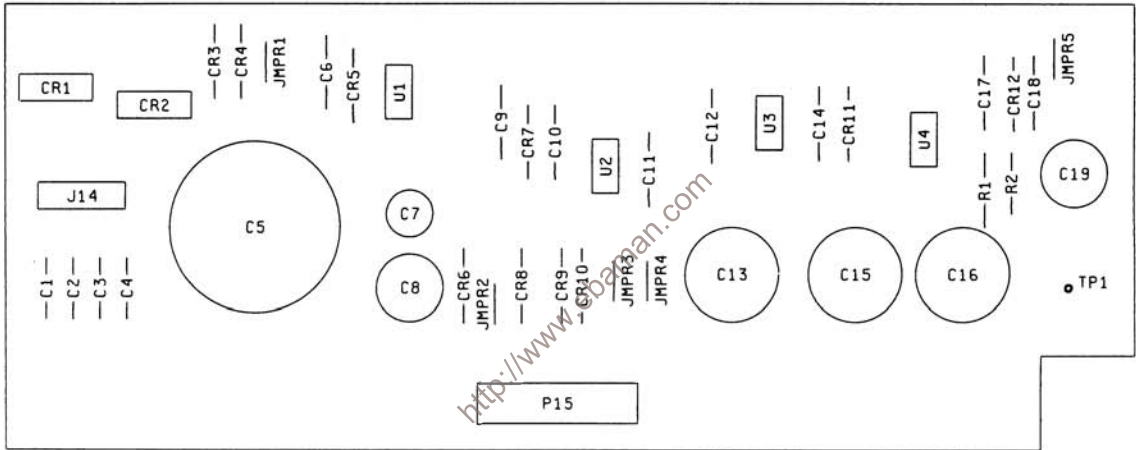 CR1
CR2
CR3
CR4
JMPR1
C6
CR5
U1
C9
CR7
C10
U2
C11
C12
U3
C14
CR11
U4
C17
CR12
C18
JMPR5
R1
R2
C19
J14
C5
C7
C8
C1
C2
C3
C4
CR6
JMPR2
CR8
CR9
CR10
JMPR3
JMPR4
C13
C15
C16
TP1
P15
http://www.ebaman.com